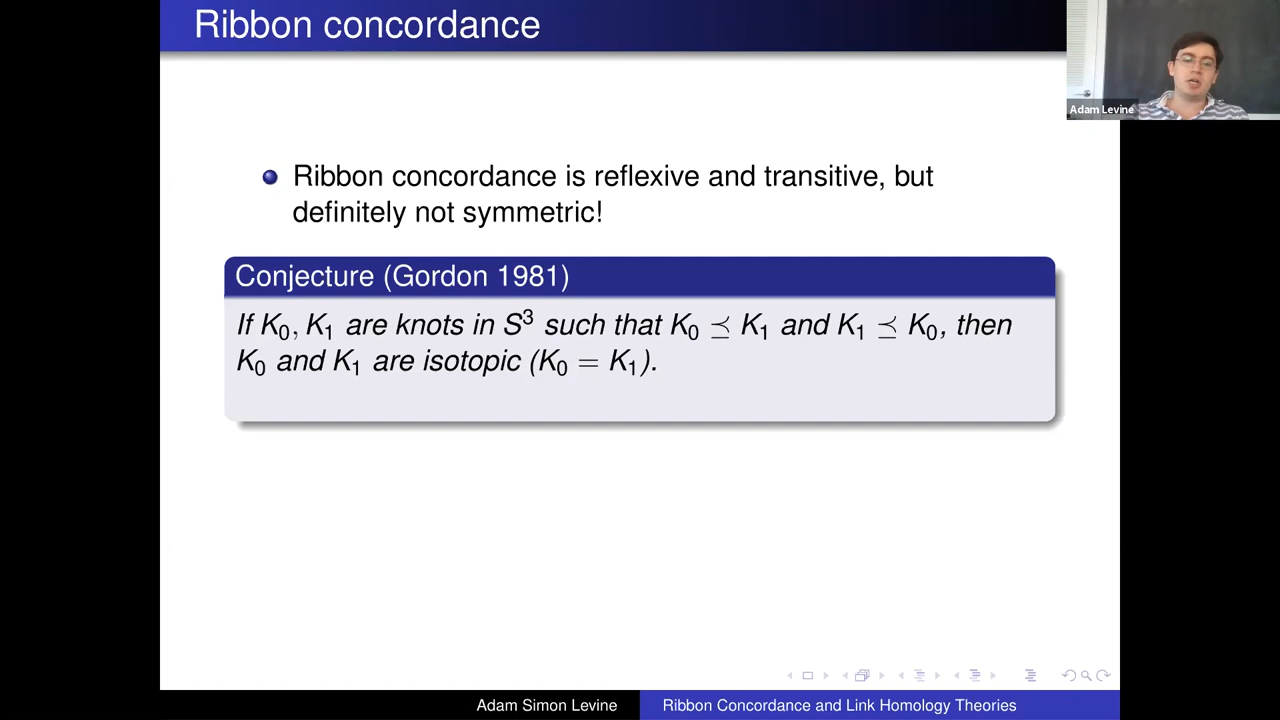 Ribbon concordance
Adam Levine
Ribbon concordance is reflexive and transitive, but
definitely not symmetric!
Conjecture (Gordon 1981)
If K₀, K₁ are knots in S³ such that K₀ ⪯ K₁ and K₁ ⪯ K₀, then
K₀ and K₁ are isotopic (K₀ = K₁).
Adam Simon Levine
Ribbon Concordance and Link Homology Theories